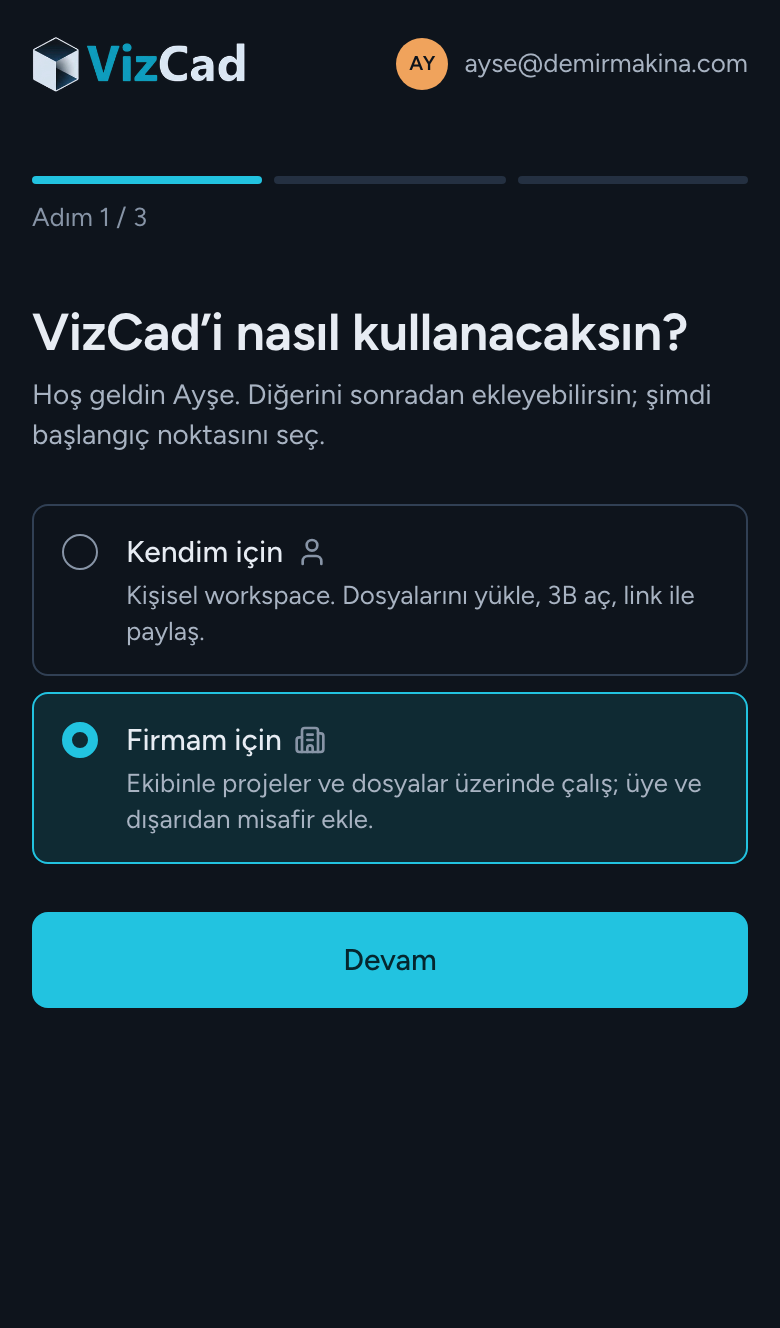 VizCad
AY ayse@demirmakina.com
Adım 1 / 3
VizCad’i nasıl kullanacaksın?
Hoş geldin Ayşe. Diğerini sonradan ekleyebilirsin; şimdi
başlangıç noktasını seç.
Kendim için
Kişisel workspace. Dosyalarını yükle, 3B aç, link ile
paylaş.
Firmam için
Ekibinle projeler ve dosyalar üzerinde çalış; üye ve
dışarıdan misafir ekle.
Devam